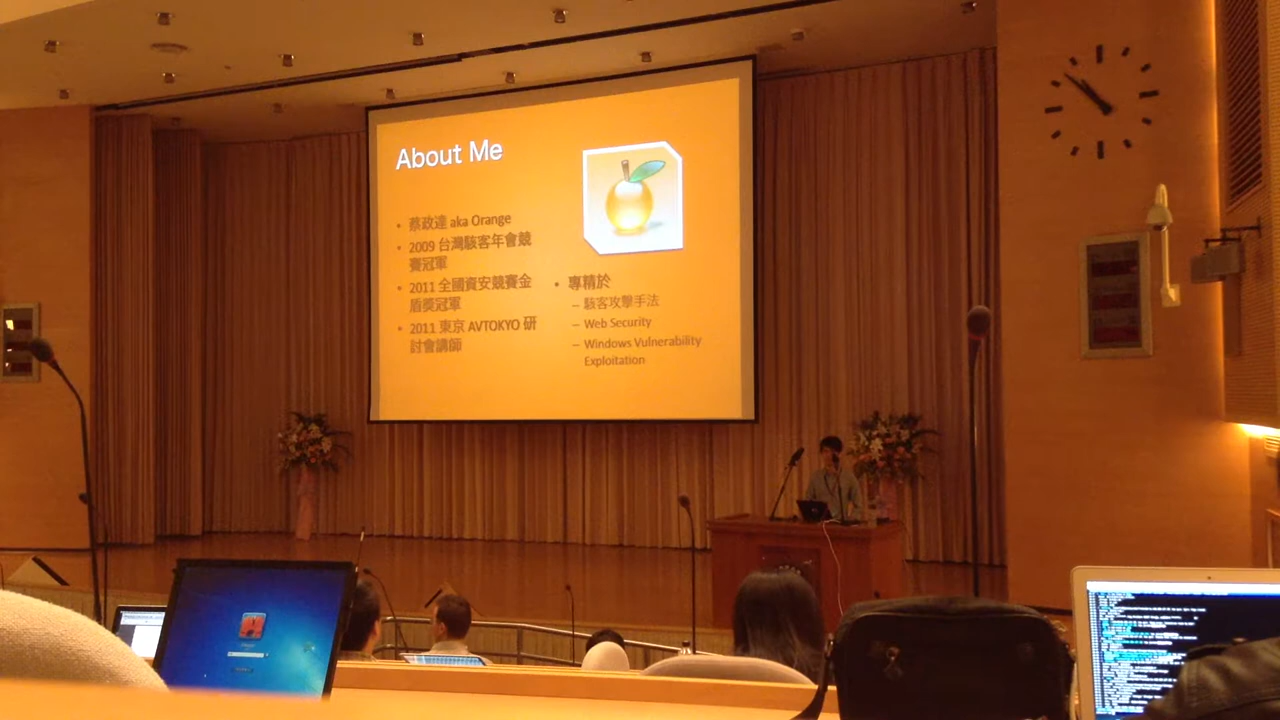 About Me
• 蔡政達 aka Orange
• 2009 台灣駭客年會競
賽冠軍
• 2011 全國資安競賽金
盾獎冠軍
• 2011 東京 AVTOKYO 研
討會講師
• 專精於
– 駭客攻擊手法
– Web Security
– Windows Vulnerability
Exploitation